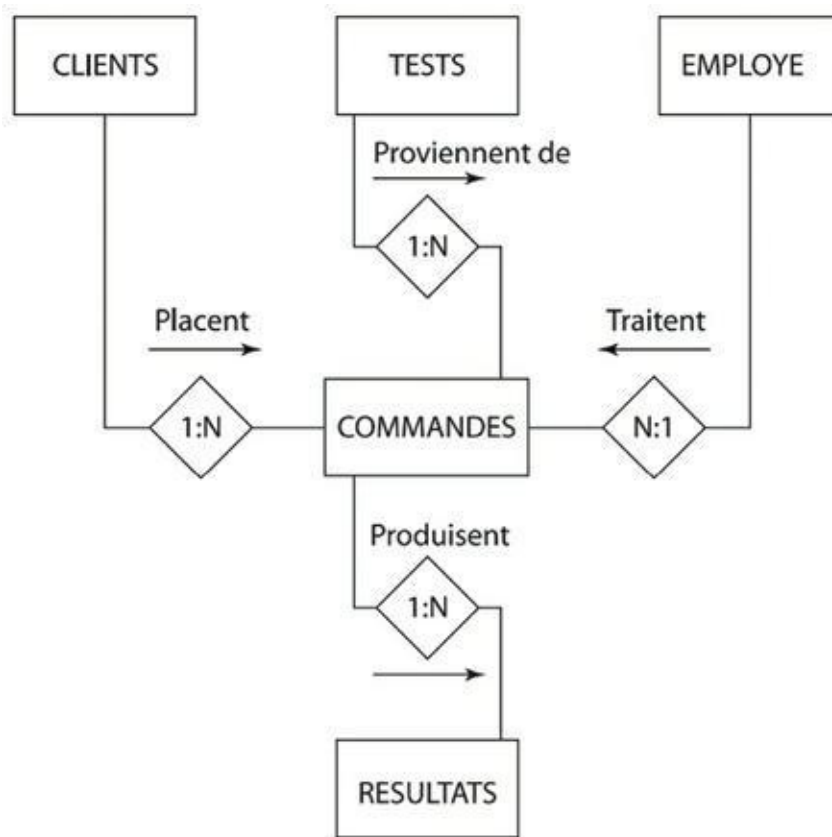 CLIENTS
TESTS
EMPLOYE
Proviennent de
1:N
Placent
Traitent
1:N
COMMANDES
N:1
Produisent
1:N
RESULTATS